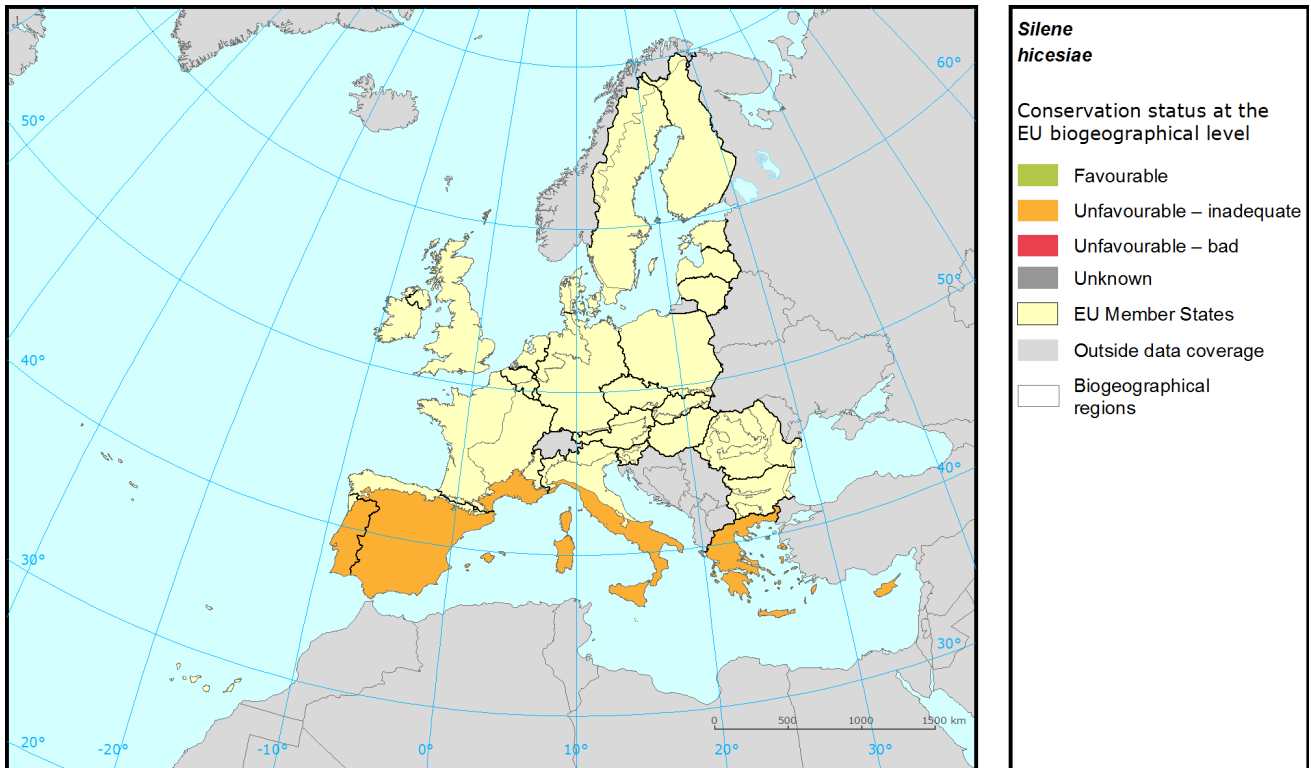 Silene
hicesiae
Conservation status at the
EU biogeographical level
Favourable
Unfavourable – inadequate
Unfavourable – bad
Unknown
EU Member States
Outside data coverage
Biogeographical
regions
60°
50°
50°
40°
40°
30°
30°
0 500 1000 1500 km
20° -20° -10° 0° 10° 20° 30°